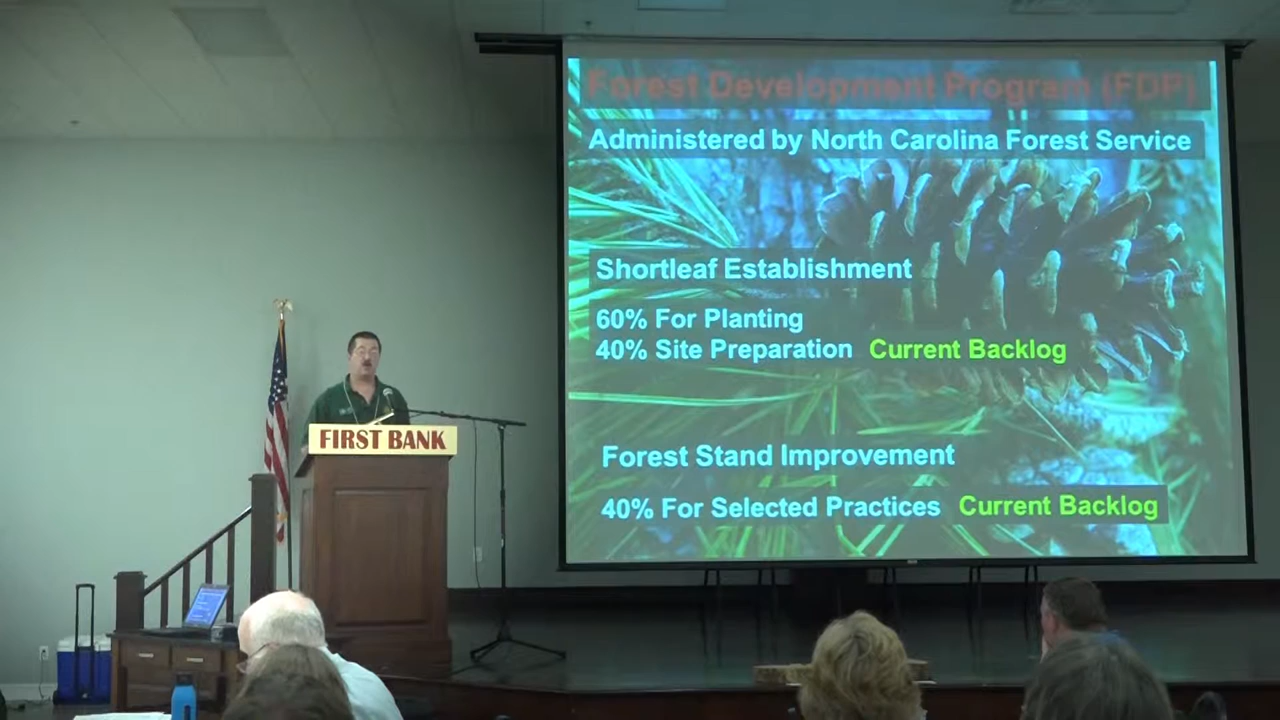 Forest Development Program (FDP)
Administered by North Carolina Forest Service
Shortleaf Establishment
60% For Planting
40% Site Preparation Current Backlog
Forest Stand Improvement
40% For Selected Practices Current Backlog
FIRST BANK